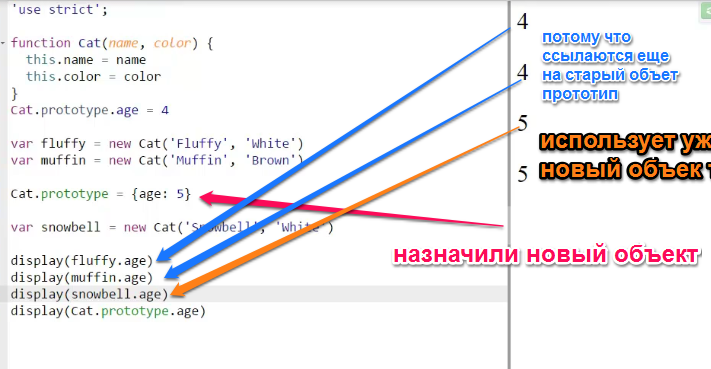 'use strict';
function Cat(name, color) {
this.name = name
this.color = color
}
Cat.prototype.age = 4
var fluffy = new Cat('Fluffy', 'White')
var muffin = new Cat('Muffin', 'Brown')
Cat.prototype = {age: 5}
var snowbell = new Cat('Snowbell', 'White')
display(fluffy.age)
display(muffin.age)
display(snowbell.age)
display(Cat.prototype.age)
4
потому что
ссылаются еще
на старый объет
прототип
4
5
использует уж
новый объек т
5
назначили новый объект